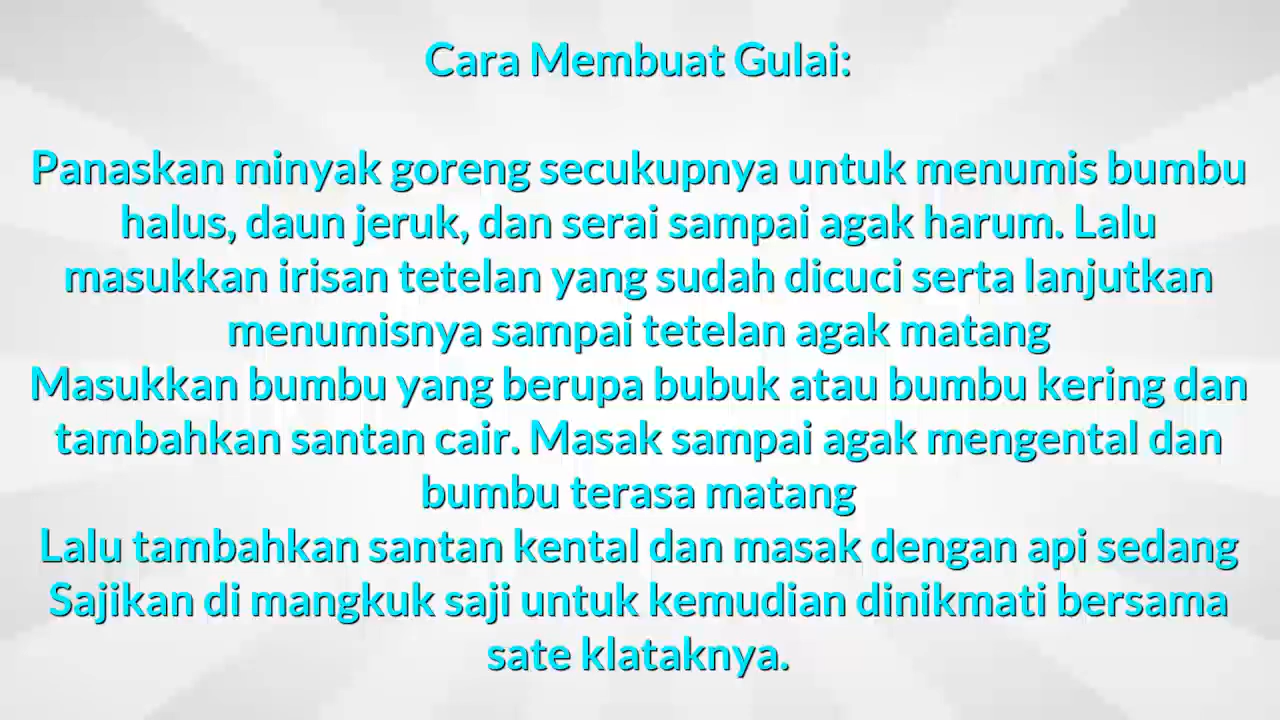 Cara Membuat Gulai:
Panaskan minyak goreng secukupnya untuk menumis bumbu
halus, daun jeruk, dan serai sampai agak harum. Lalu
masukkan irisan tetelan yang sudah dicuci serta lanjutkan
menumisnya sampai tetelan agak matang
Masukkan bumbu yang berupa bubuk atau bumbu kering dan
tambahkan santan cair. Masak sampai agak mengental dan
bumbu terasa matang
Lalu tambahkan santan kental dan masak dengan api sedang
Sajikan di mangkuk saji untuk kemudian dinikmati bersama
sate klataknya.